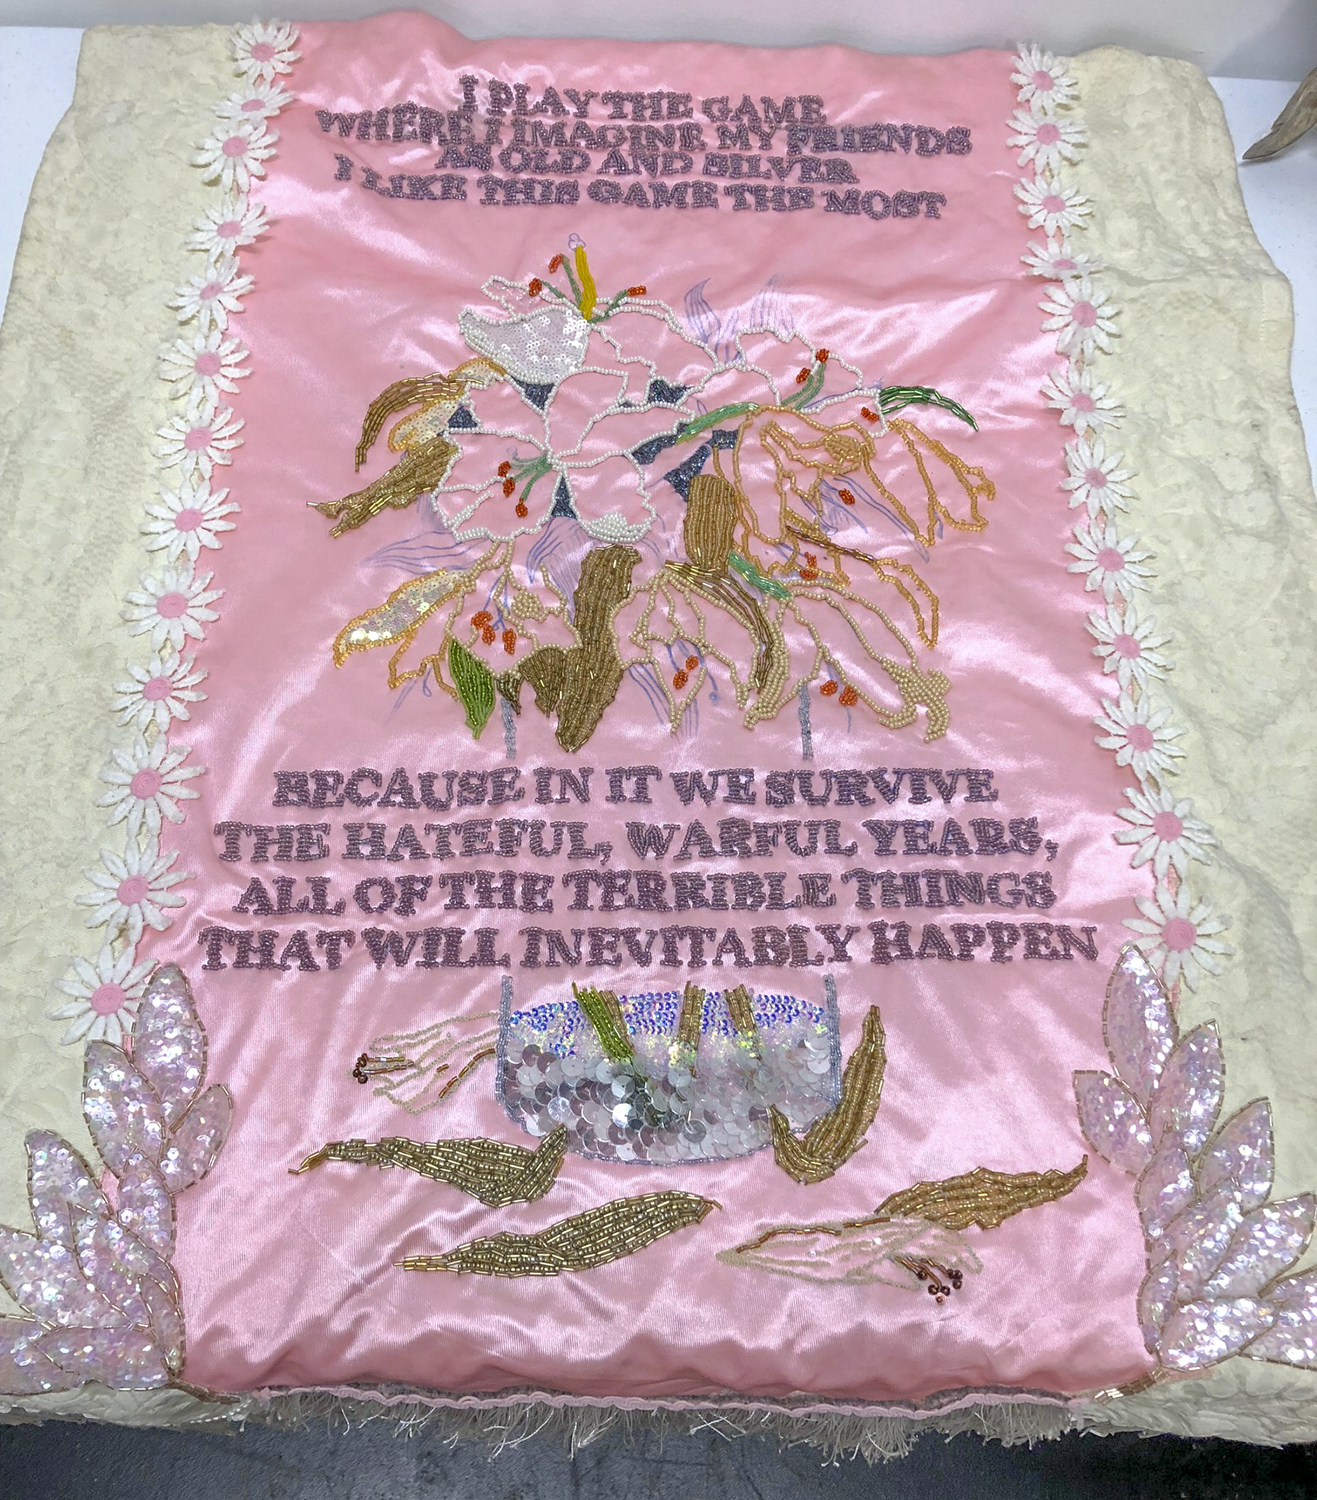 I PLAY THE GAME
WHERE I IMAGINE MY FRIENDS
AS OLD AND SILVER
I LIKE THIS GAME THE MOST
BECAUSE IN IT WE SURVIVE
THE HATEFUL, WARFUL YEARS,
ALL OF THE TERRIBLE THINGS
THAT WILL INEVITABLY HAPPEN